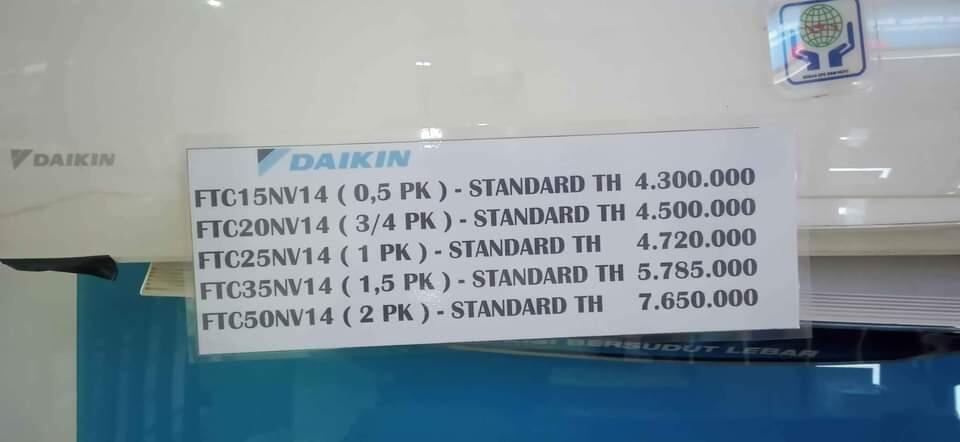 DAIKIN
DAIKIN
FTC15NV14 ( 0,5 PK ) - STANDARD TH 4.300.000
FTC20NV14 ( 3/4 PK ) - STANDARD TH 4.500.000
FTC25NV14 ( 1 PK ) - STANDARD TH 4.720.000
FTC35NV14 ( 1,5 PK ) - STANDARD TH 5.785.000
FTC50NV14 ( 2 PK ) - STANDARD TH 7.650.000
BERSUDUT LEBAR